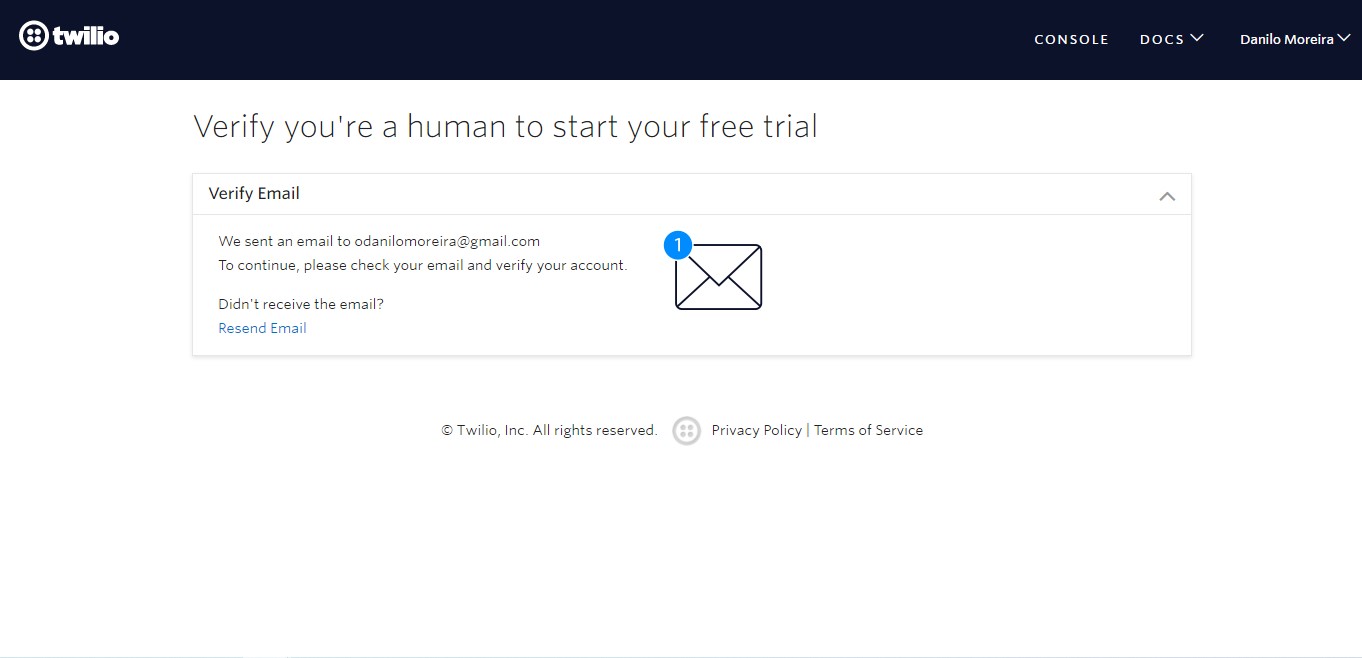 twilio
CONSOLE
DOCS
Danilo Moreira
Verify you're a human to start your free trial
Verify Email
We sent an email to odanilomoreira@gmail.com
To continue, please check your email and verify your account.
1
Didn't receive the email?
Resend Email
© Twilio, Inc. All rights reserved.
Privacy Policy | Terms of Service